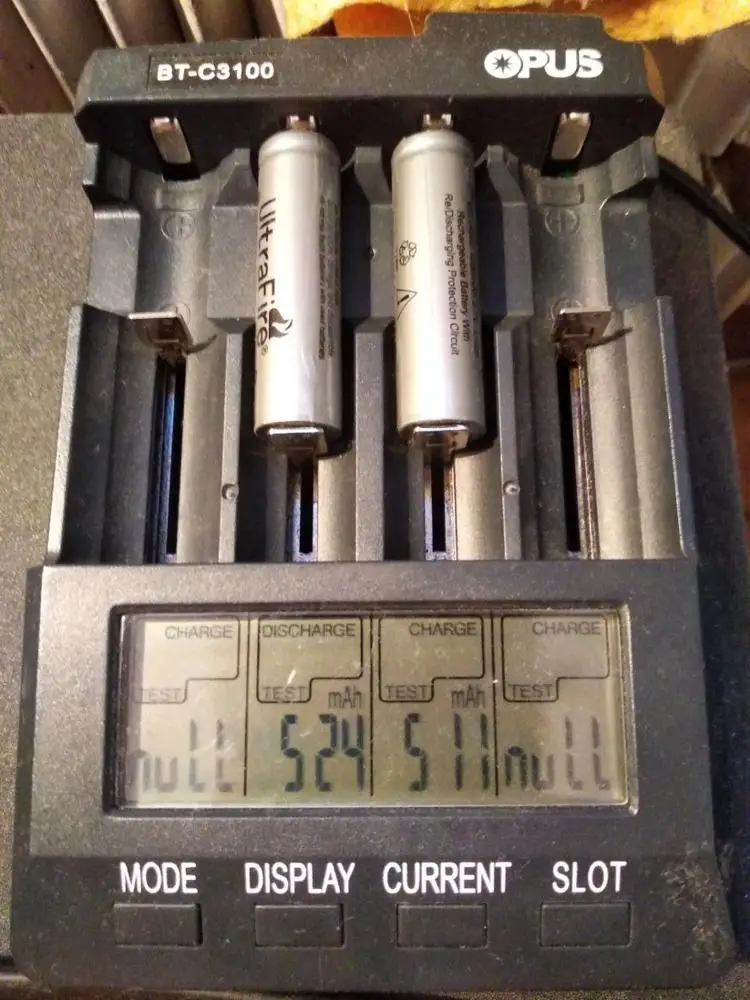 BT-C3100
OPUS
UltraFire®
Rechargeable Battery With
Re/Discharging Protection Circuit
CHARGE DISCHARGE CHARGE CHARGE
TEST TEST mAh TEST mAh TEST
null 524 511 null
MODE DISPLAY CURRENT SLOT